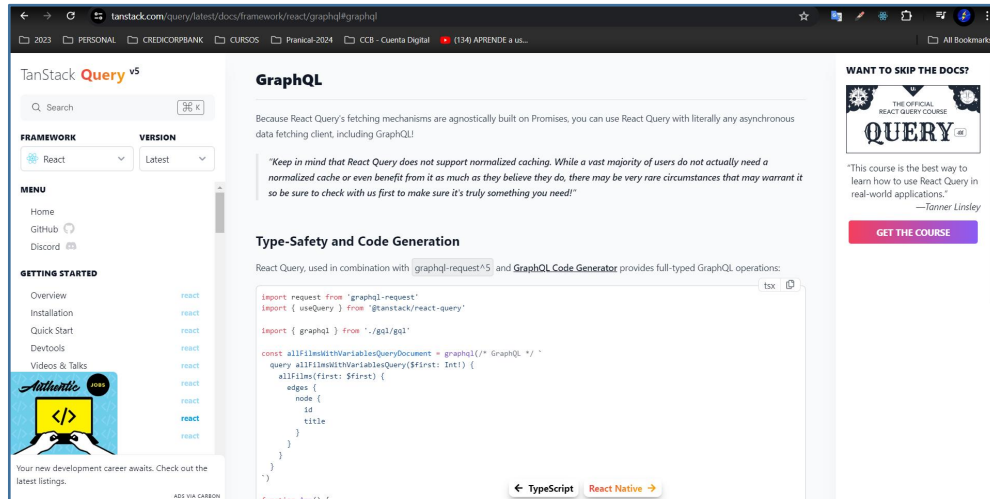 tanstack.com/query/latest/docs/framework/react/graphql#graphql
2023 PERSONAL CREDICORPBANK CURSOS Pranical-2024 CCB - Cuenta Digital (134) APRENDE a us... All Bookmarks
TanStack Query v5
Search ⌘ K
FRAMEWORK VERSION
React Latest
MENU
Home
GitHub
Discord
GETTING STARTED
Overview react
Installation react
Quick Start react
Devtools react
Videos & Talks react
react
react
react
react
Authentic JOBS
</>
Your new development career awaits. Check out the
latest listings.
ADS VIA CARBON
GraphQL
Because React Query's fetching mechanisms are agnostically built on Promises, you can use React Query with literally any asynchronous
data fetching client, including GraphQL!
"Keep in mind that React Query does not support normalized caching. While a vast majority of users do not actually need a
normalized cache or even benefit from it as much as they believe they do, there may be very rare circumstances that may warrant it
so be sure to check with us first to make sure it's truly something you need!"
Type-Safety and Code Generation
React Query, used in combination with graphql-request^5 and GraphQL Code Generator provides full-typed GraphQL operations:
tsx
import request from 'graphql-request'
import { useQuery } from '@tanstack/react-query'
import { graphql } from './gql/gql'
const allFilmsWithVariablesQueryDocument = graphql(/* GraphQL */ `
query allFilmsWithVariablesQuery($first: Int!) {
allFilms(first: $first) {
edges {
node {
id
title
}
}
}
}
`)
← TypeScript React Native →
WANT TO SKIP THE DOCS?
THE OFFICIAL
REACT QUERY COURSE
QUERY
"This course is the best way to
learn how to use React Query in
real-world applications."
—Tanner Linsley
GET THE COURSE